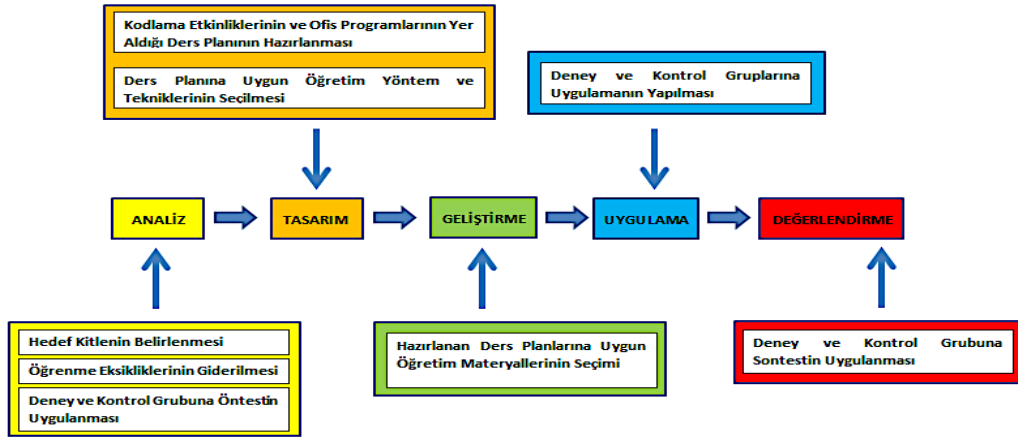 Kodlama Etkinliklerinin ve Ofis Programlarının Yer
Aldığı Ders Planının Hazırlanması
Ders Planına Uygun Öğretim Yöntem ve
Tekniklerinin Seçilmesi
Deney ve Kontrol Gruplarına
Uygulamanın Yapılması
ANALİZ
TASARIM
GELİŞTİRME
UYGULAMA
DEĞERLENDİRME
Hedef Kitlenin Belirlenmesi
Öğrenme Eksikliklerinin Giderilmesi
Deney ve Kontrol Grubuna Öntestin
Uygulanması
Hazırlanan Ders Planlarına Uygun
Öğretim Materyallerinin Seçimi
Deney ve Kontrol Grubuna
Sontestin Uygulanması